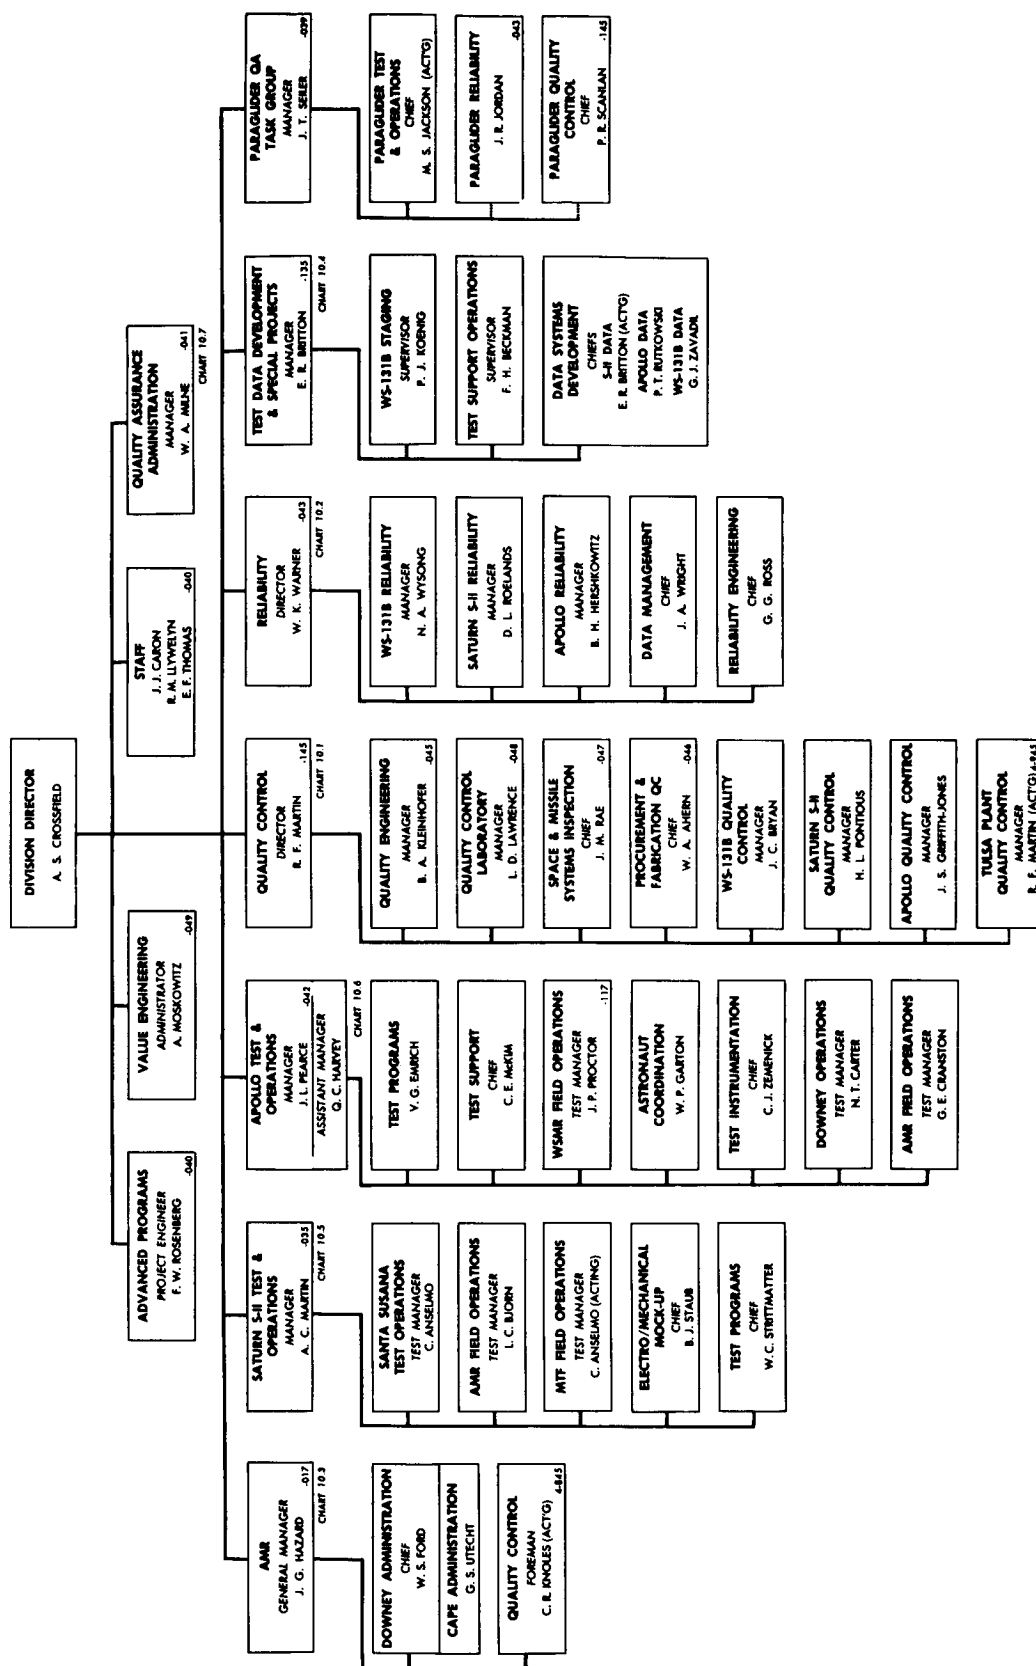 DIVISION DIRECTOR
A. S. CROSSFIELD
ADVANCED PROGRAMS
PROJECT ENGINEER
F. W. ROSENBERG
-040
VALUE ENGINEERING
ADMINISTRATOR
A. MOSKOWITZ
-049
STAFF
J. J. CARON
R. M. LLYWELYN
E. F. THOMAS
-040
QUALITY ASSURANCE
ADMINISTRATION
MANAGER
W. A. MILNE
-041
CHART 10.7
AMR
GENERAL MANAGER
J. G. HAZARD
-017
CHART 10.3
DOWNEY ADMINISTRATION
CHIEF
W. S. FORD
CAPE ADMINISTRATION
G. S. UTECHT
QUALITY CONTROL
FOREMAN
C. R. KNOLES (ACT'G)
4-845
SATURN S-II TEST &
OPERATIONS
MANAGER
A. C. MARTIN
-035
CHART 10.5
SANTA SUSANA
TEST OPERATIONS
TEST MANAGER
C. ANSELMO
AMR FIELD OPERATIONS
TEST MANAGER
L. C. BJORN
MTF FIELD OPERATIONS
TEST MANAGER
C. ANSELMO (ACTING)
ELECTRO/MECHANICAL
MOCK-UP
CHIEF
B. J. STAUB
TEST PROGRAMS
CHIEF
W. C. STRITTMATTER
APOLLO TEST &
OPERATIONS
MANAGER
J. L. PEARCE
-042
ASSISTANT MANAGER
Q. C. HARVEY
CHART 10.6
TEST PROGRAMS
V. G. EMRICH
TEST SUPPORT
CHIEF
C. E. McKIM
WSMR FIELD OPERATIONS
TEST MANAGER
J. P. PROCTOR
-117
ASTRONAUT
COORDINATION
W. P. GARTON
TEST INSTRUMENTATION
CHIEF
C. J. ZEMENICK
DOWNEY OPERATIONS
TEST MANAGER
N. T. CARTER
AMR FIELD OPERATIONS
TEST MANAGER
G. E. CRANSTON
QUALITY CONTROL
DIRECTOR
R. F. MARTIN
-145
CHART 10.1
QUALITY ENGINEERING
MANAGER
B. A. KLEINHOFER
-045
QUALITY CONTROL
LABORATORY
MANAGER
L. D. LAWRENCE
-048
SPACE & MISSILE
SYSTEMS INSPECTION
CHIEF
J. M. RAE
-047
PROCUREMENT &
FABRICATION QC
CHIEF
W. A. AHERN
-046
WS-131B QUALITY
CONTROL
MANAGER
J. C. BRYAN
SATURN S-II
QUALITY CONTROL
MANAGER
H. L. PONTIOUS
APOLLO QUALITY CONTROL
MANAGER
J. S. GRIFFITH-JONES
TULSA PLANT
QUALITY CONTROL
MANAGER
R. F. MARTIN (ACT'G) 4-845
RELIABILITY
DIRECTOR
W. K. WARNER
-043
CHART 10.2
WS-131B RELIABILITY
MANAGER
N. A. WYSONG
SATURN S-II RELIABILITY
MANAGER
D. L. ROELANDS
APOLLO RELIABILITY
MANAGER
B. H. HERSHKOWITZ
DATA MANAGEMENT
CHIEF
J. A. WRIGHT
RELIABILITY ENGINEERING
CHIEF
G. G. ROSS
TEST DATA DEVELOPMENT
& SPECIAL PROJECTS
MANAGER
E. R. BRITTON
-135
CHART 10.4
WS-131B STAGING
SUPERVISOR
P. J. KOENIG
TEST SUPPORT OPERATIONS
SUPERVISOR
F. H. BECKMAN
DATA SYSTEMS
DEVELOPMENT
CHIEFS
S-II DATA
E. R. BRITTON (ACT'G)
APOLLO DATA
P. T. RUTKOWSKI
WS-131B DATA
G. J. ZAVADIL
PARAGLIDER QA
TASK GROUP
MANAGER
J. T. SEILER
-039
PARAGLIDER TEST
& OPERATIONS
CHIEF
M. S. JACKSON (ACT'G)
PARAGLIDER RELIABILITY
J. R. JORDAN
-043
PARAGLIDER QUALITY
CONTROL
CHIEF
P. R. SCANLAN
-145